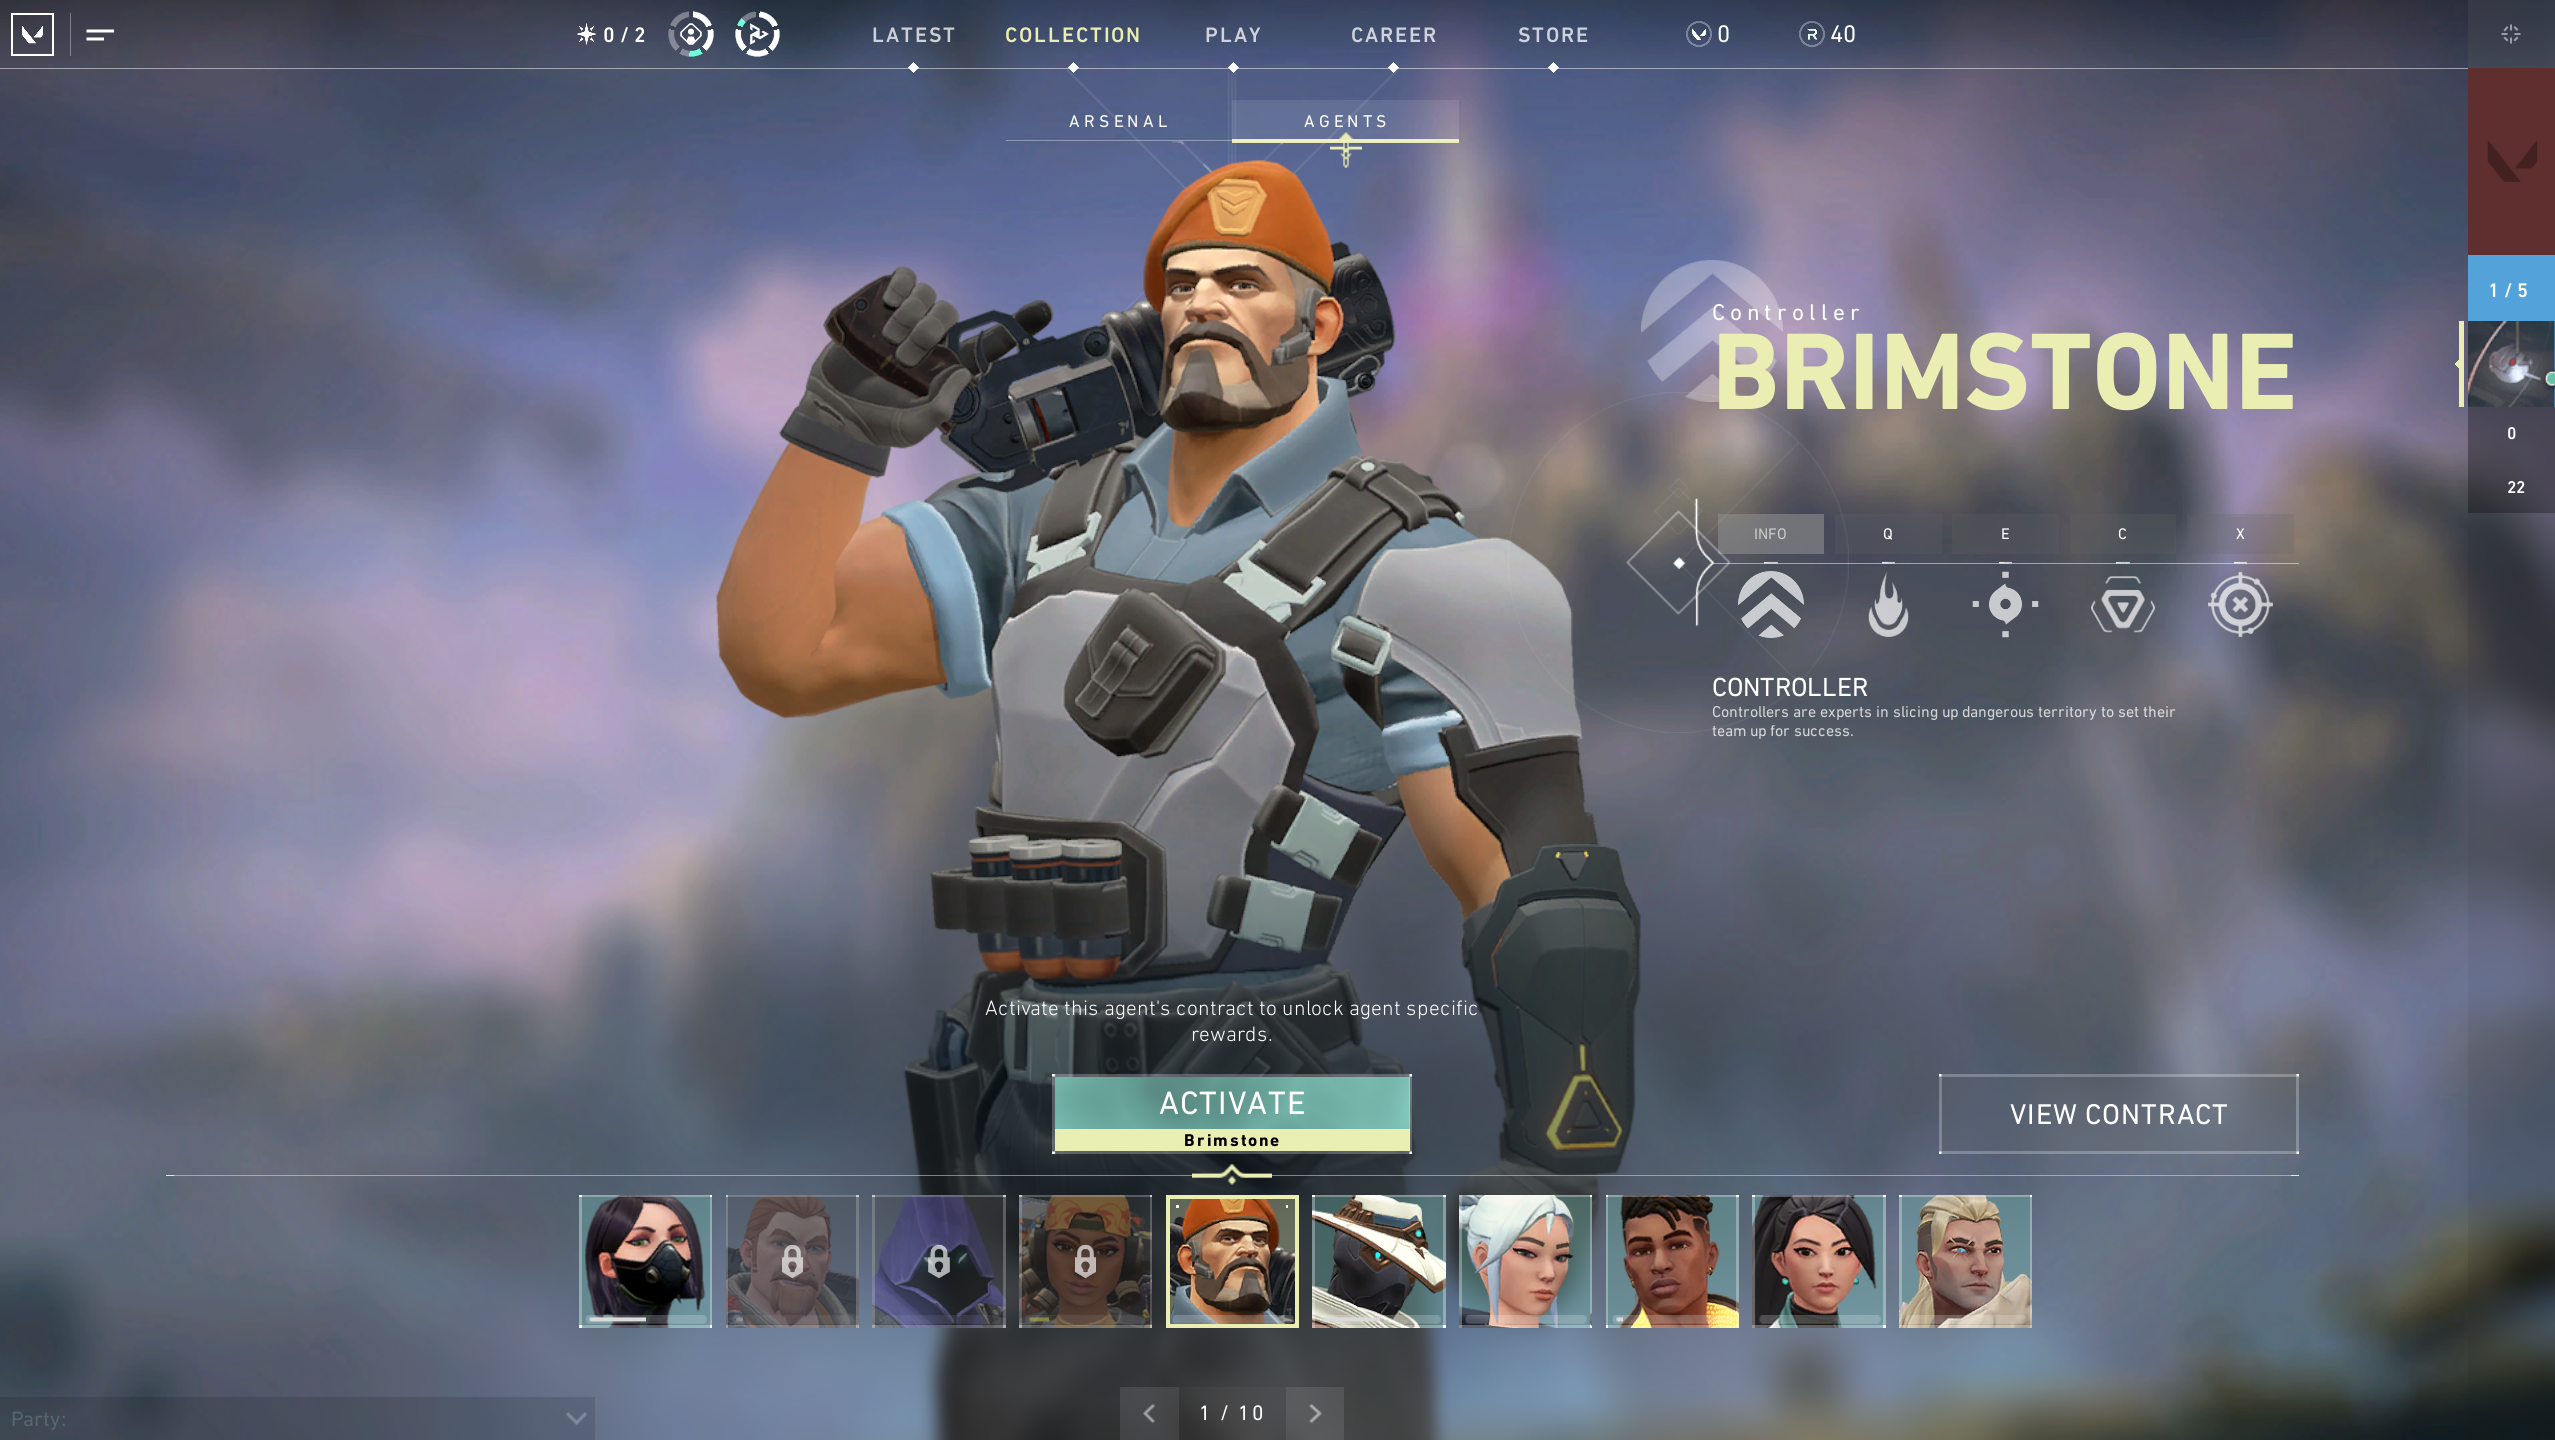 0 / 2
LATEST
COLLECTION
PLAY
CAREER
STORE
0
R 40
ARSENAL
AGENTS
1 / 5
0
22
Controller
BRIMSTONE
INFO
Q
E
C
X
CONTROLLER
Controllers are experts in slicing up dangerous territory to set their
team up for success.
Activate this agent's contract to unlock agent specific
rewards.
ACTIVATE
Brimstone
VIEW CONTRACT
Party:
1 / 10